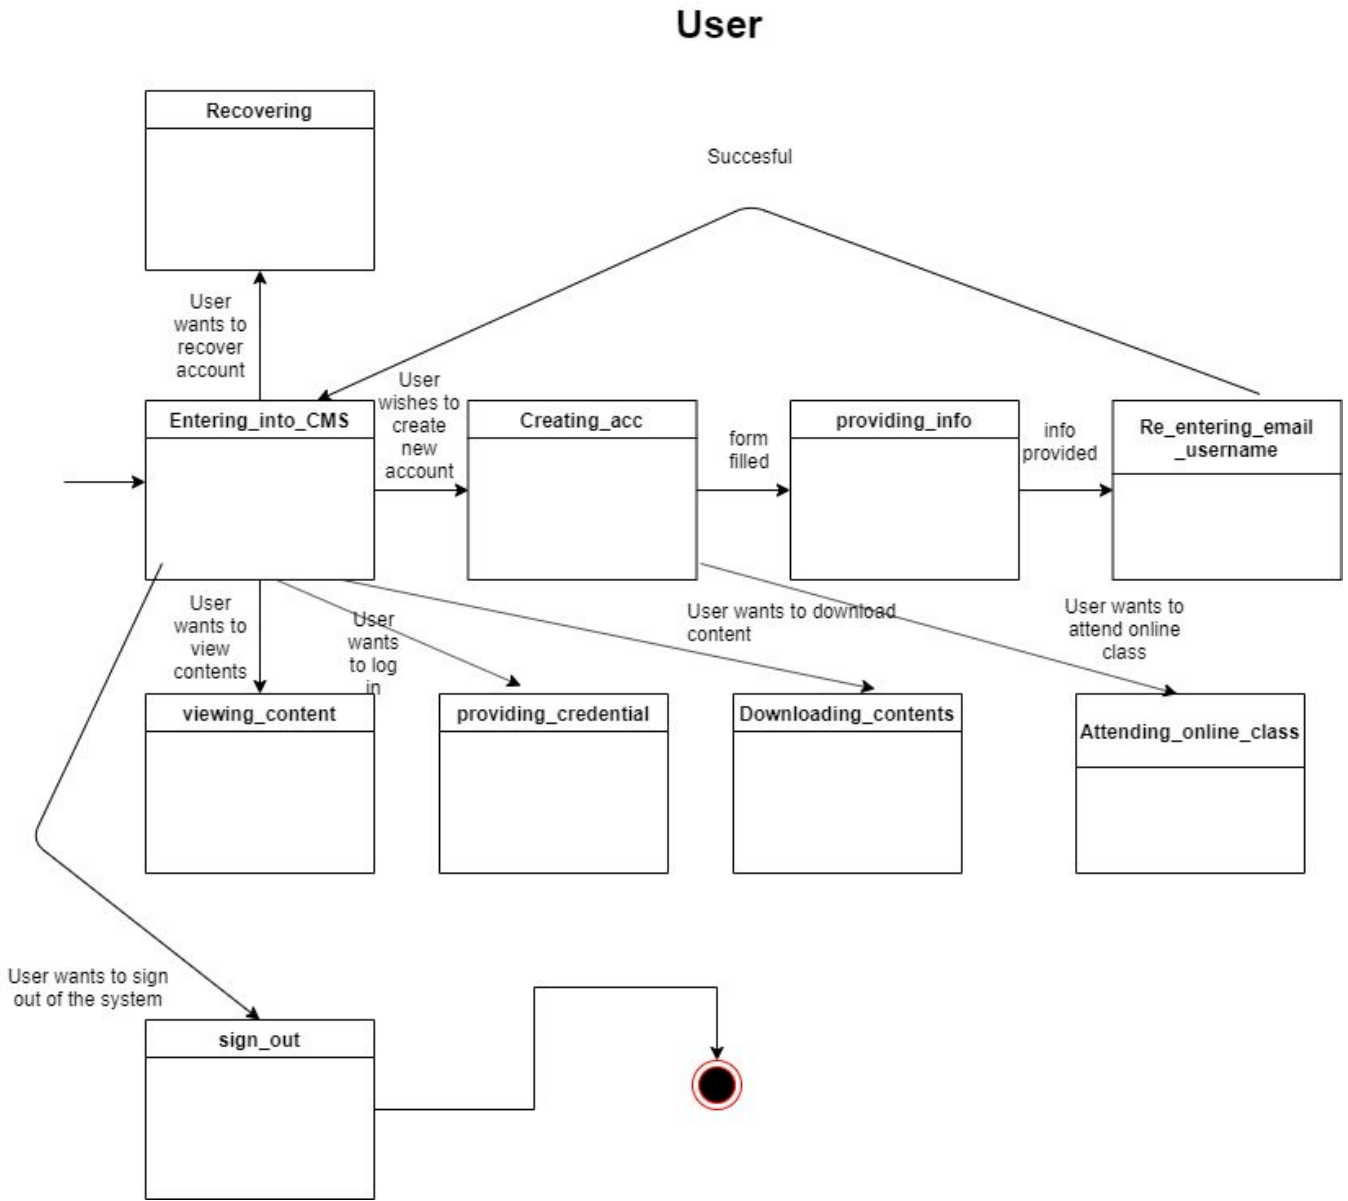 User
Recovering
Succesful
User
wants to
recover
account
User
wishes to
create
new
account
Entering_into_CMS
Creating_acc
form
filled
providing_info
info
provided
Re_entering_email
_username
User
wants to
view
contents
User
wants
to log
in
User wants to download
content
User wants to
attend online
class
viewing_content
providing_credential
Downloading_contents
Attending_online_class
User wants to sign
out of the system
sign_out